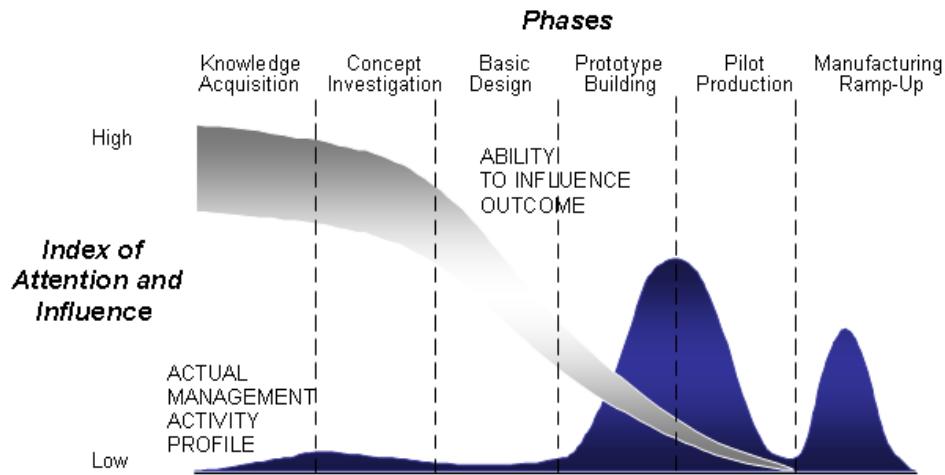 Phases
Knowledge
Acquisition
Concept
Investigation
Basic
Design
Prototype
Building
Pilot
Production
Manufacturing
Ramp-Up
High
ABILITY
TO INFLUENCE
OUTCOME
Index of
Attention and
Influence
ACTUAL
MANAGEMENT
ACTIVITY
PROFILE
Low